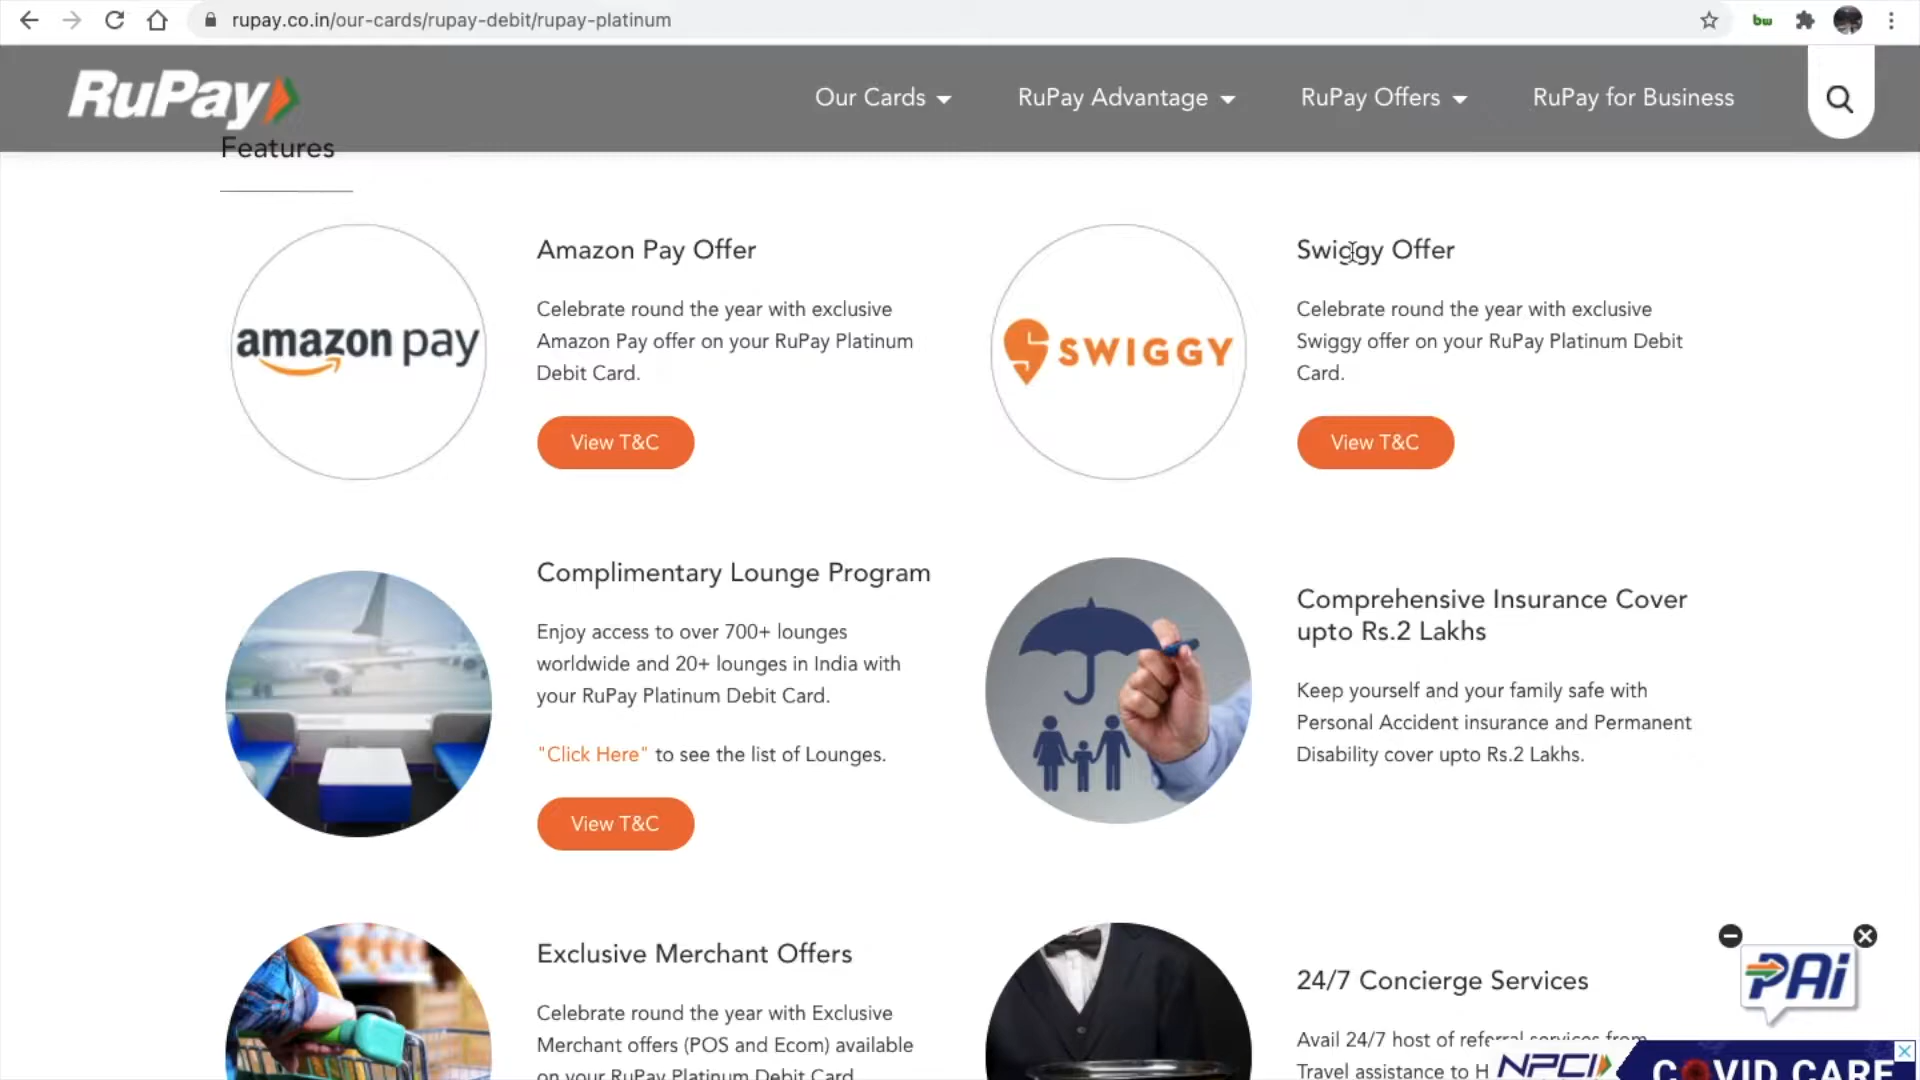 rupay.co.in/our-cards/rupay-debit/rupay-platinum
bw
RuPay
Our Cards
RuPay Advantage
RuPay Offers
RuPay for Business
Features
amazon pay
Amazon Pay Offer
Celebrate round the year with exclusive
Amazon Pay offer on your RuPay Platinum
Debit Card.
View T&C
SWIGGY
Swiggy Offer
Celebrate round the year with exclusive
Swiggy offer on your RuPay Platinum Debit
Card.
View T&C
Complimentary Lounge Program
Enjoy access to over 700+ lounges
worldwide and 20+ lounges in India with
your RuPay Platinum Debit Card.
"Click Here" to see the list of Lounges.
View T&C
Comprehensive Insurance Cover
upto Rs.2 Lakhs
Keep yourself and your family safe with
Personal Accident insurance and Permanent
Disability cover upto Rs.2 Lakhs.
Exclusive Merchant Offers
Celebrate round the year with Exclusive
Merchant offers (POS and Ecom) available
on your RuPay Platinum Debit Card
24/7 Concierge Services
Avail 24/7 host of referral services from
Travel assistance to H
PAi
NPCI
COVID CARE